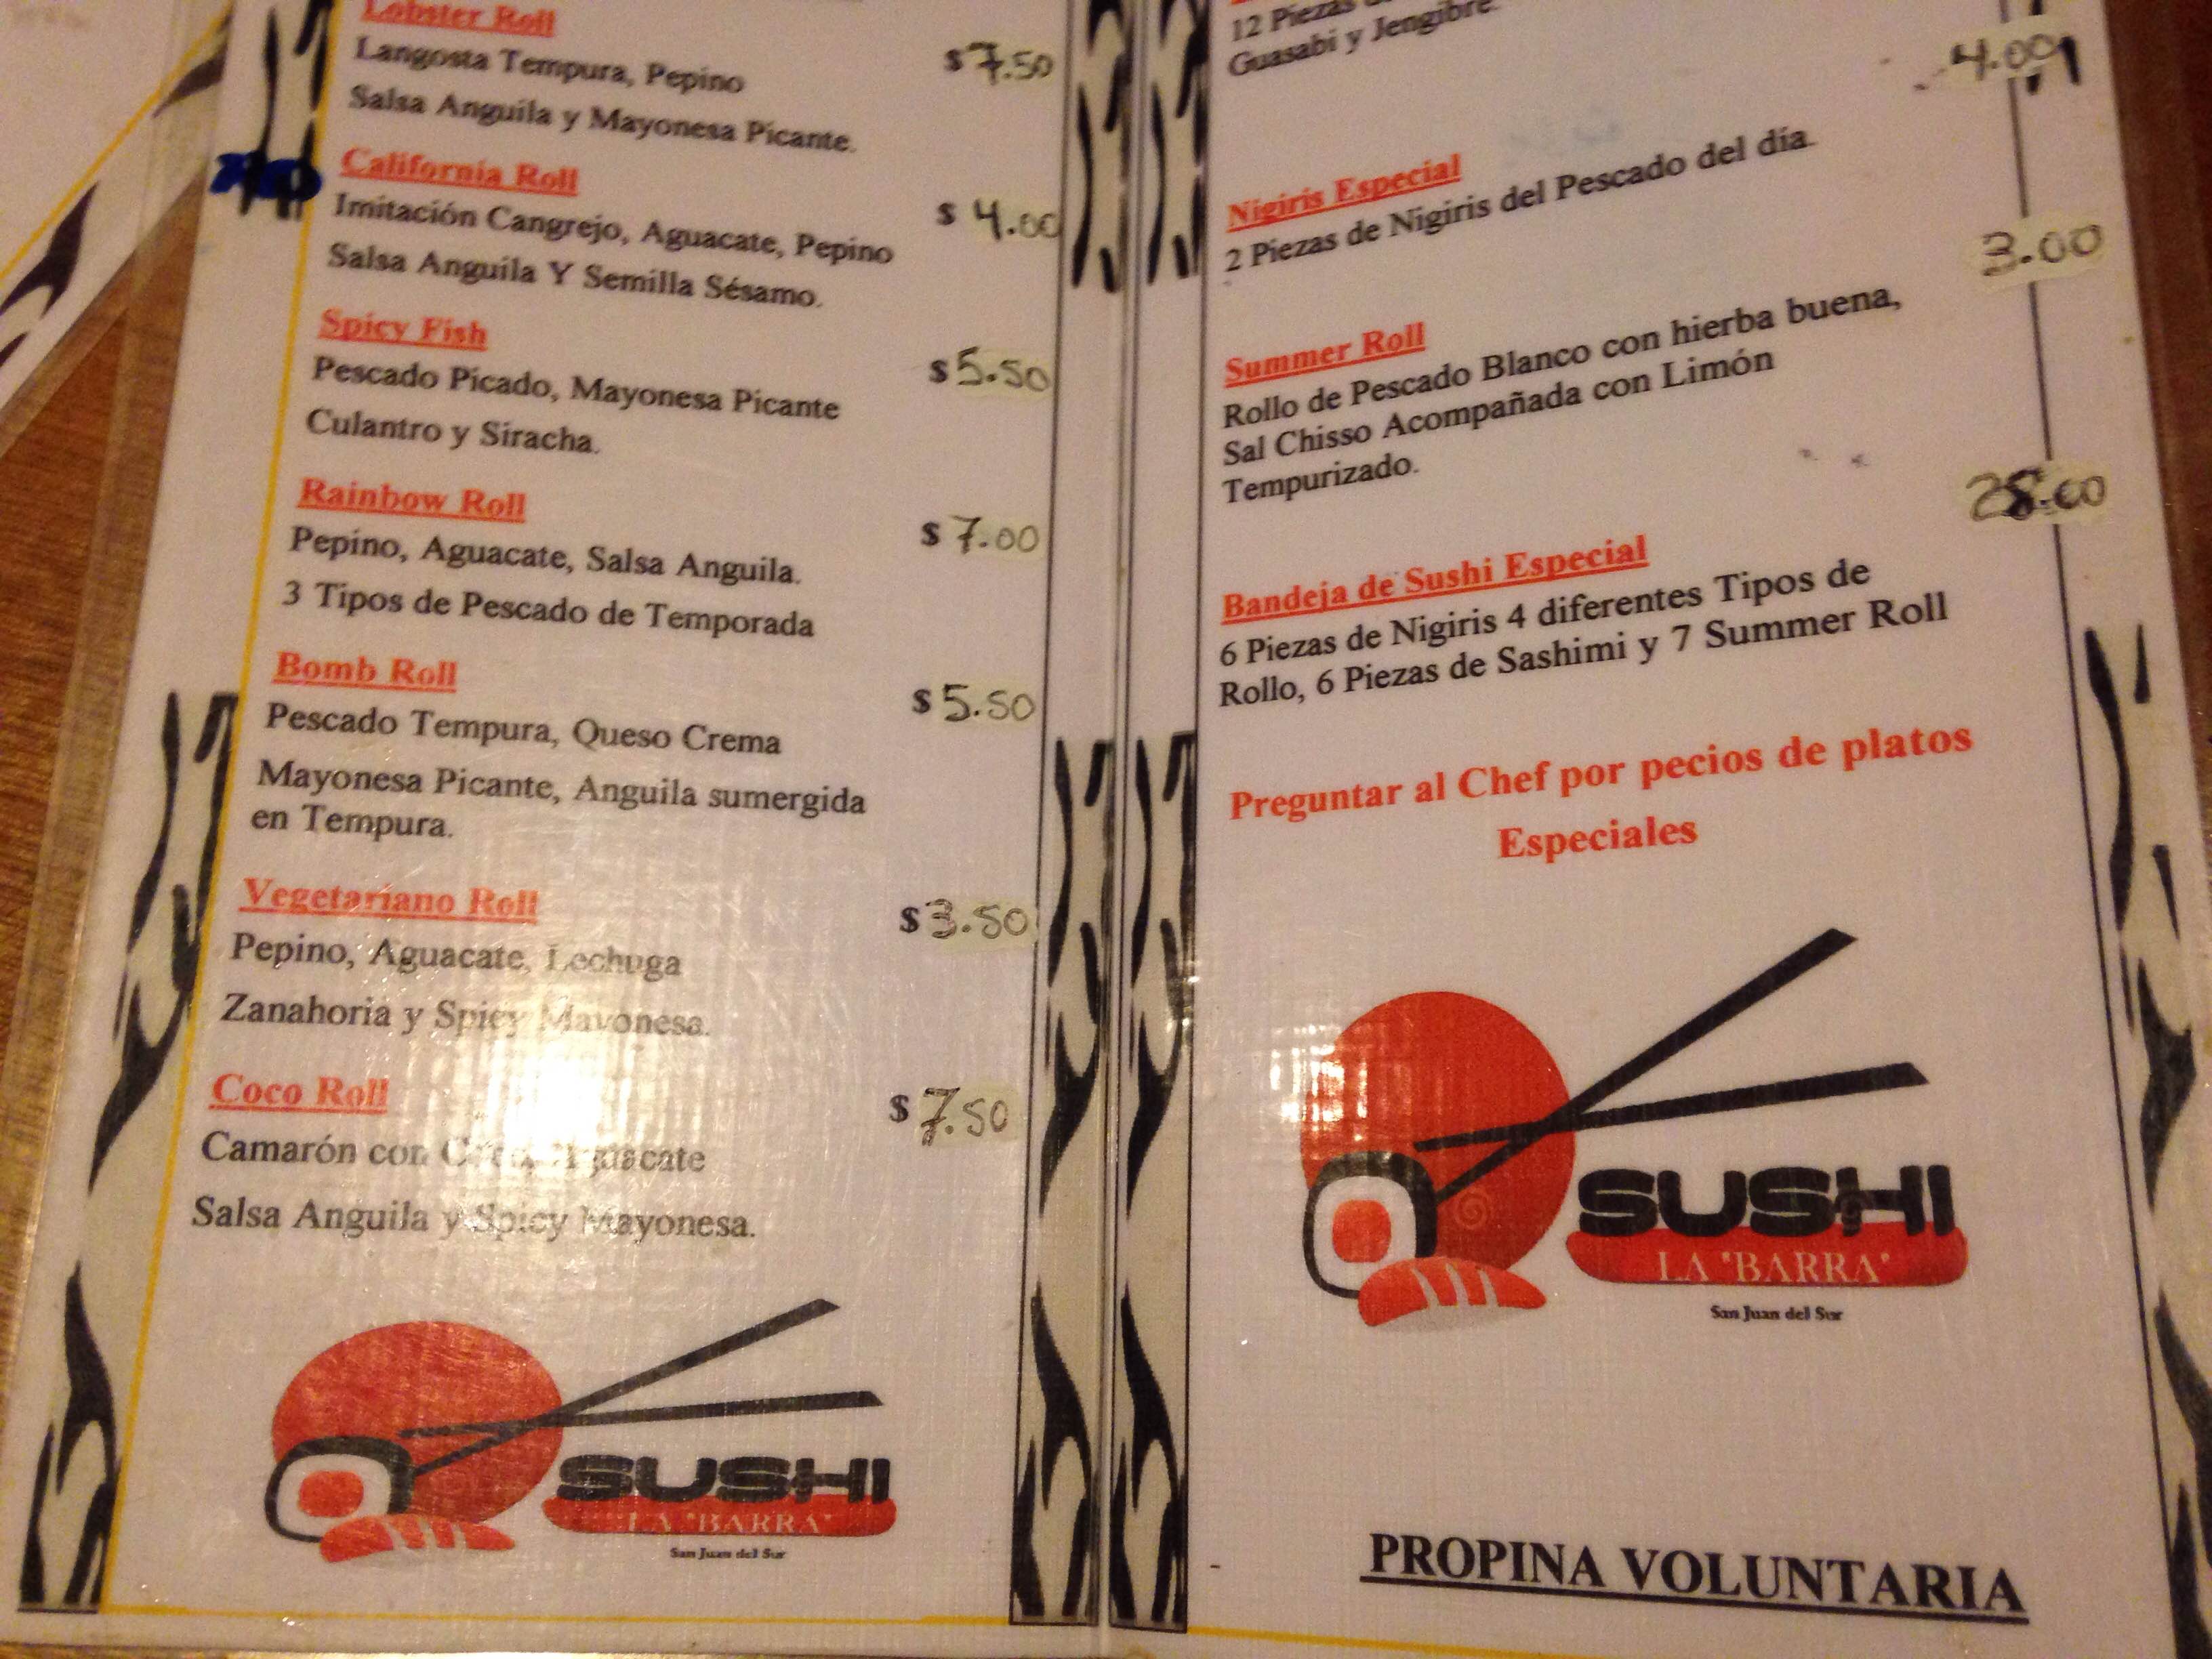 Lobster Roll
$ 7.50
Langosta Tempura, Pepino
Salsa Anguila y Mayonesa Picante.
California Roll
$ 4.00
Imitación Cangrejo, Aguacate, Pepino
Salsa Anguila Y Semilla Sésamo.
Spicy Fish
$ 5.50
Pescado Picado, Mayonesa Picante
Culantro y Siracha.
Rainbow Roll
$ 7.00
Pepino, Aguacate, Salsa Anguila.
3 Tipos de Pescado de Temporada
Bomb Roll
$ 5.50
Pescado Tempura, Queso Crema
Mayonesa Picante, Anguila sumergida
en Tempura.
Vegetariano Roll
$ 3.50
Pepino, Aguacate, Lechuga
Zanahoria y Spicy Mayonesa.
Coco Roll
$ 7.50
Camarón con Aguacate
Salsa Anguila y Spicy Mayonesa.
SUSHI
LA "BARRA"
San Juan del Sur
12 Piezas
Guasabi y Jengibre.
4.00
Nigiris Especial
2 Piezas de Nigiris del Pescado del día.
3.00
Summer Roll
Rollo de Pescado Blanco con hierba buena,
Sal Chisso Acompañada con Limón
Tempurizado.
28.00
Bandeja de Sushi Especial
6 Piezas de Nigiris 4 diferentes Tipos de
Rollo, 6 Piezas de Sashimi y 7 Summer Roll
Preguntar al Chef por pecios de platos
Especiales
SUSHI
LA "BARRA"
San Juan del Sur
PROPINA VOLUNTARIA